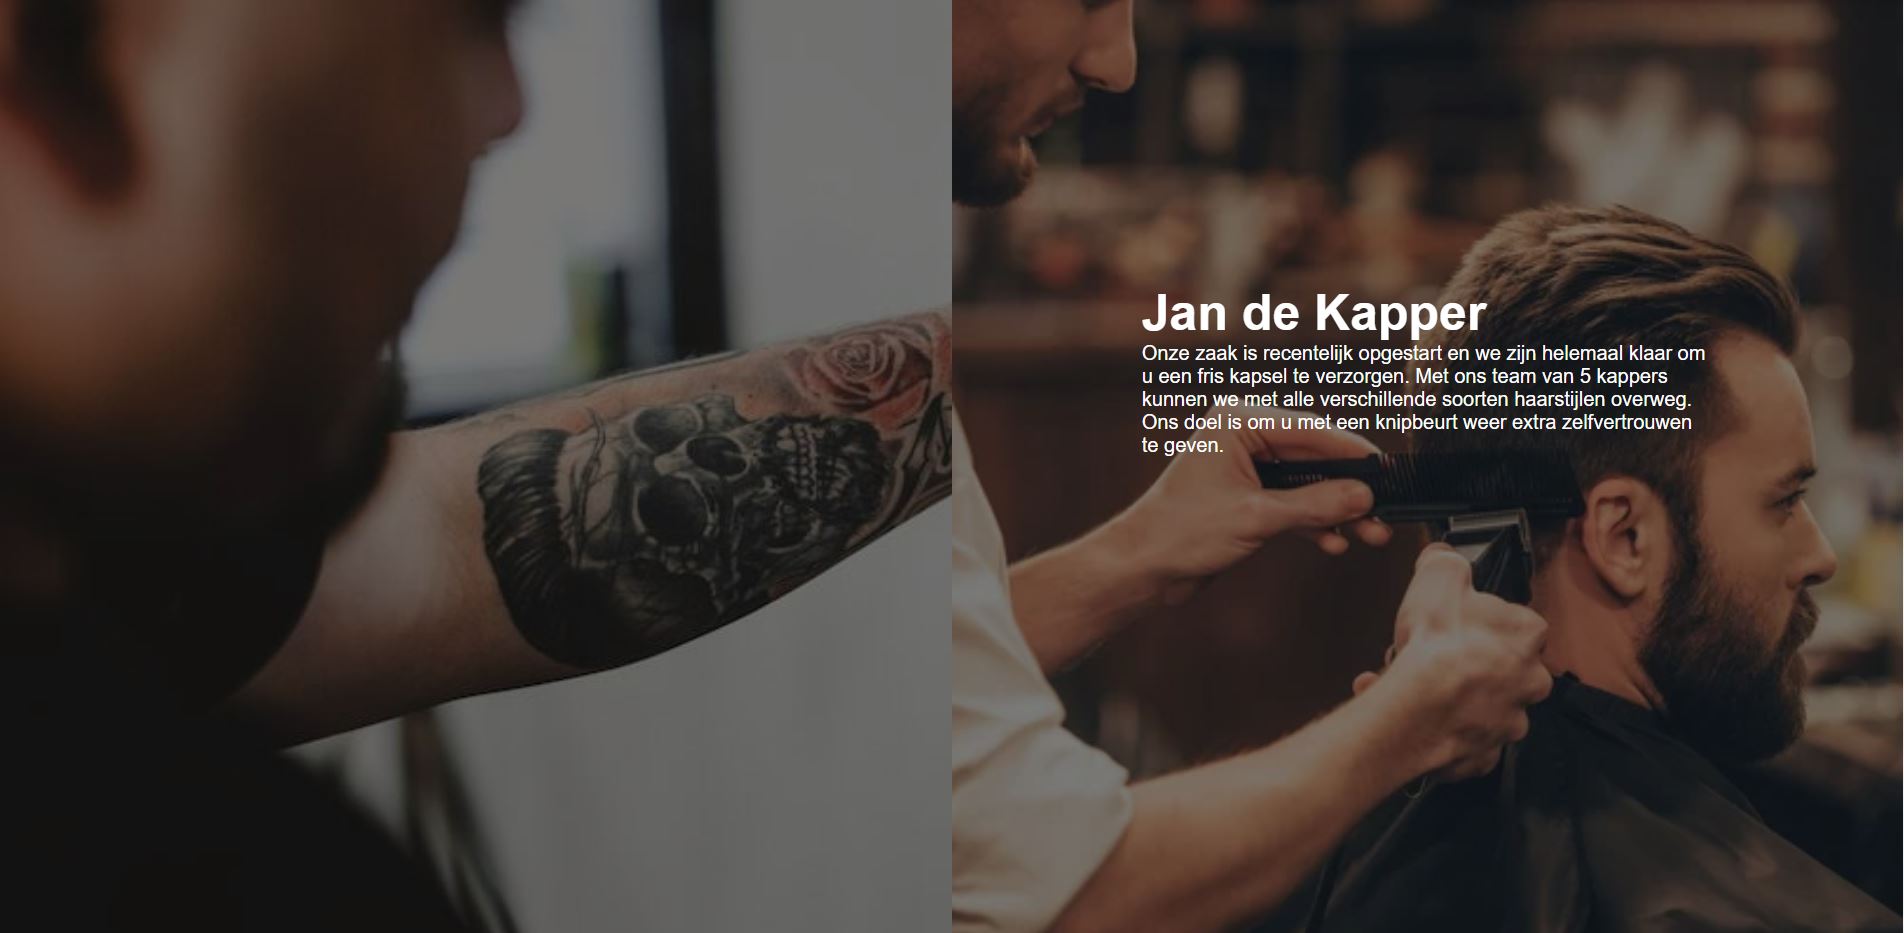 Jan de Kapper
Onze zaak is recentelijk opgestart en we zijn helemaal klaar om
u een fris kapsel te verzorgen. Met ons team van 5 kappers
kunnen we met alle verschillende soorten haarstijlen overweg.
Ons doel is om u met een knipbeurt weer extra zelfvertrouwen
te geven.